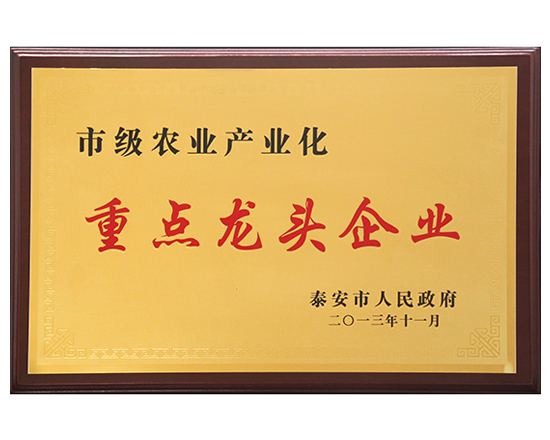 市级农业产业化
重点龙头企业
泰安市人民政府
二〇一三年十一月